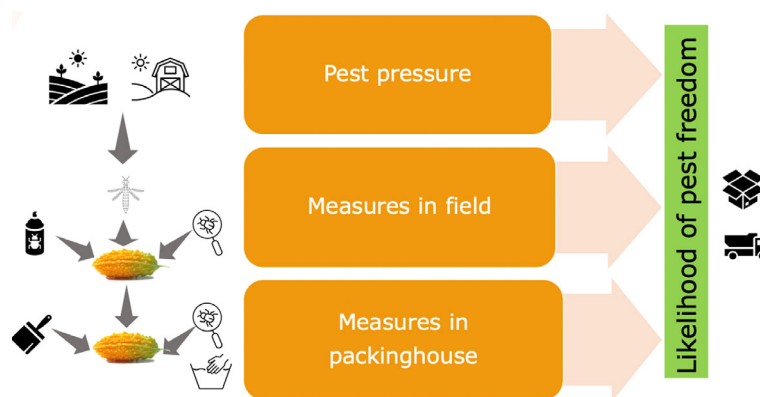 Pest pressure
Measures in field
Measures in
packinghouse
Likelihood of pest freedom